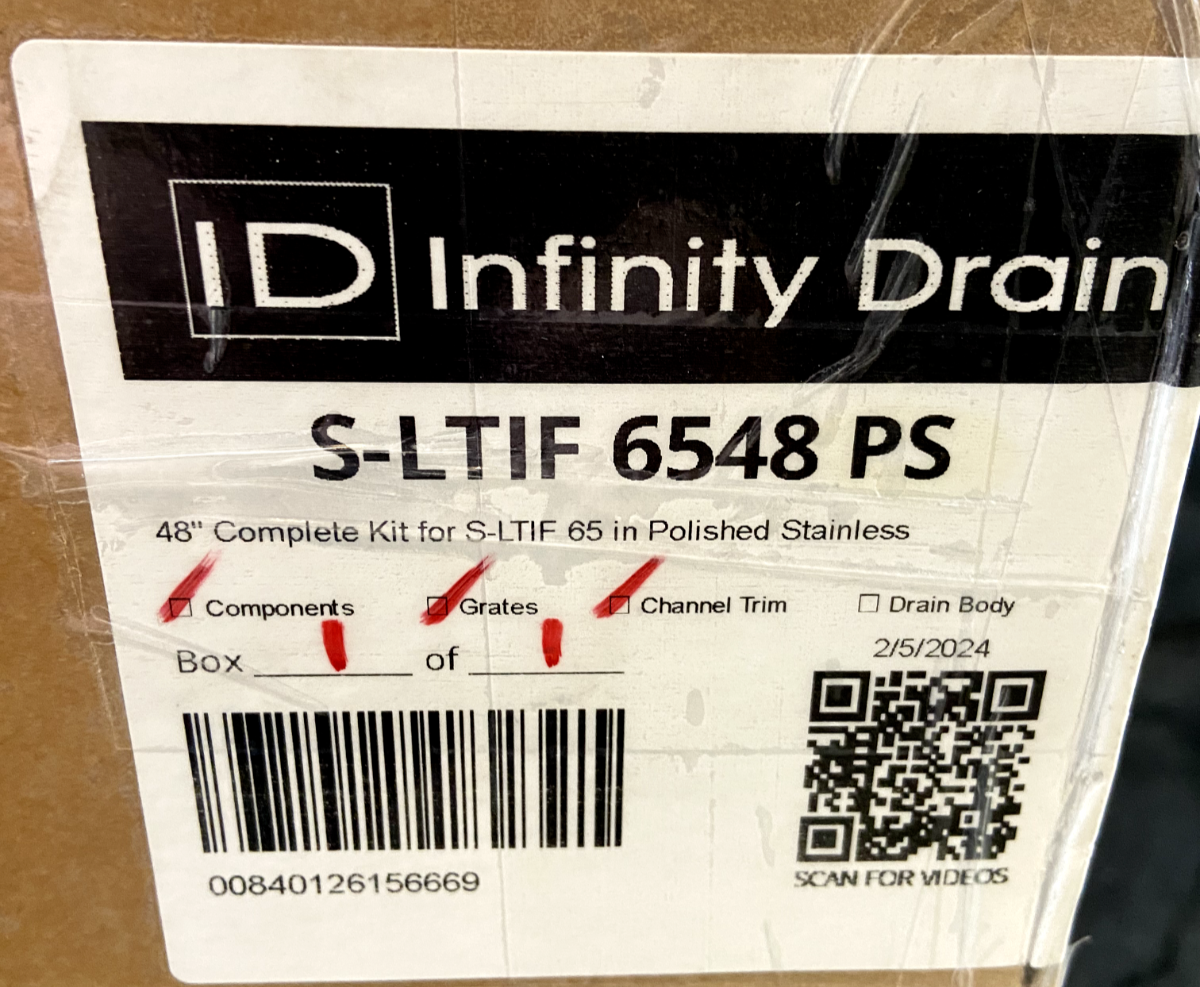 ID Infinity Drain
S-LTIF 6548 PS
48" Complete Kit for S-LTIF 65 in Polished Stainless
☐ Components ☐ Grates ☐ Channel Trim ☐ Drain Body
Box 1 of 1
2/5/2024
00840126156669
SCAN FOR VIDEOS